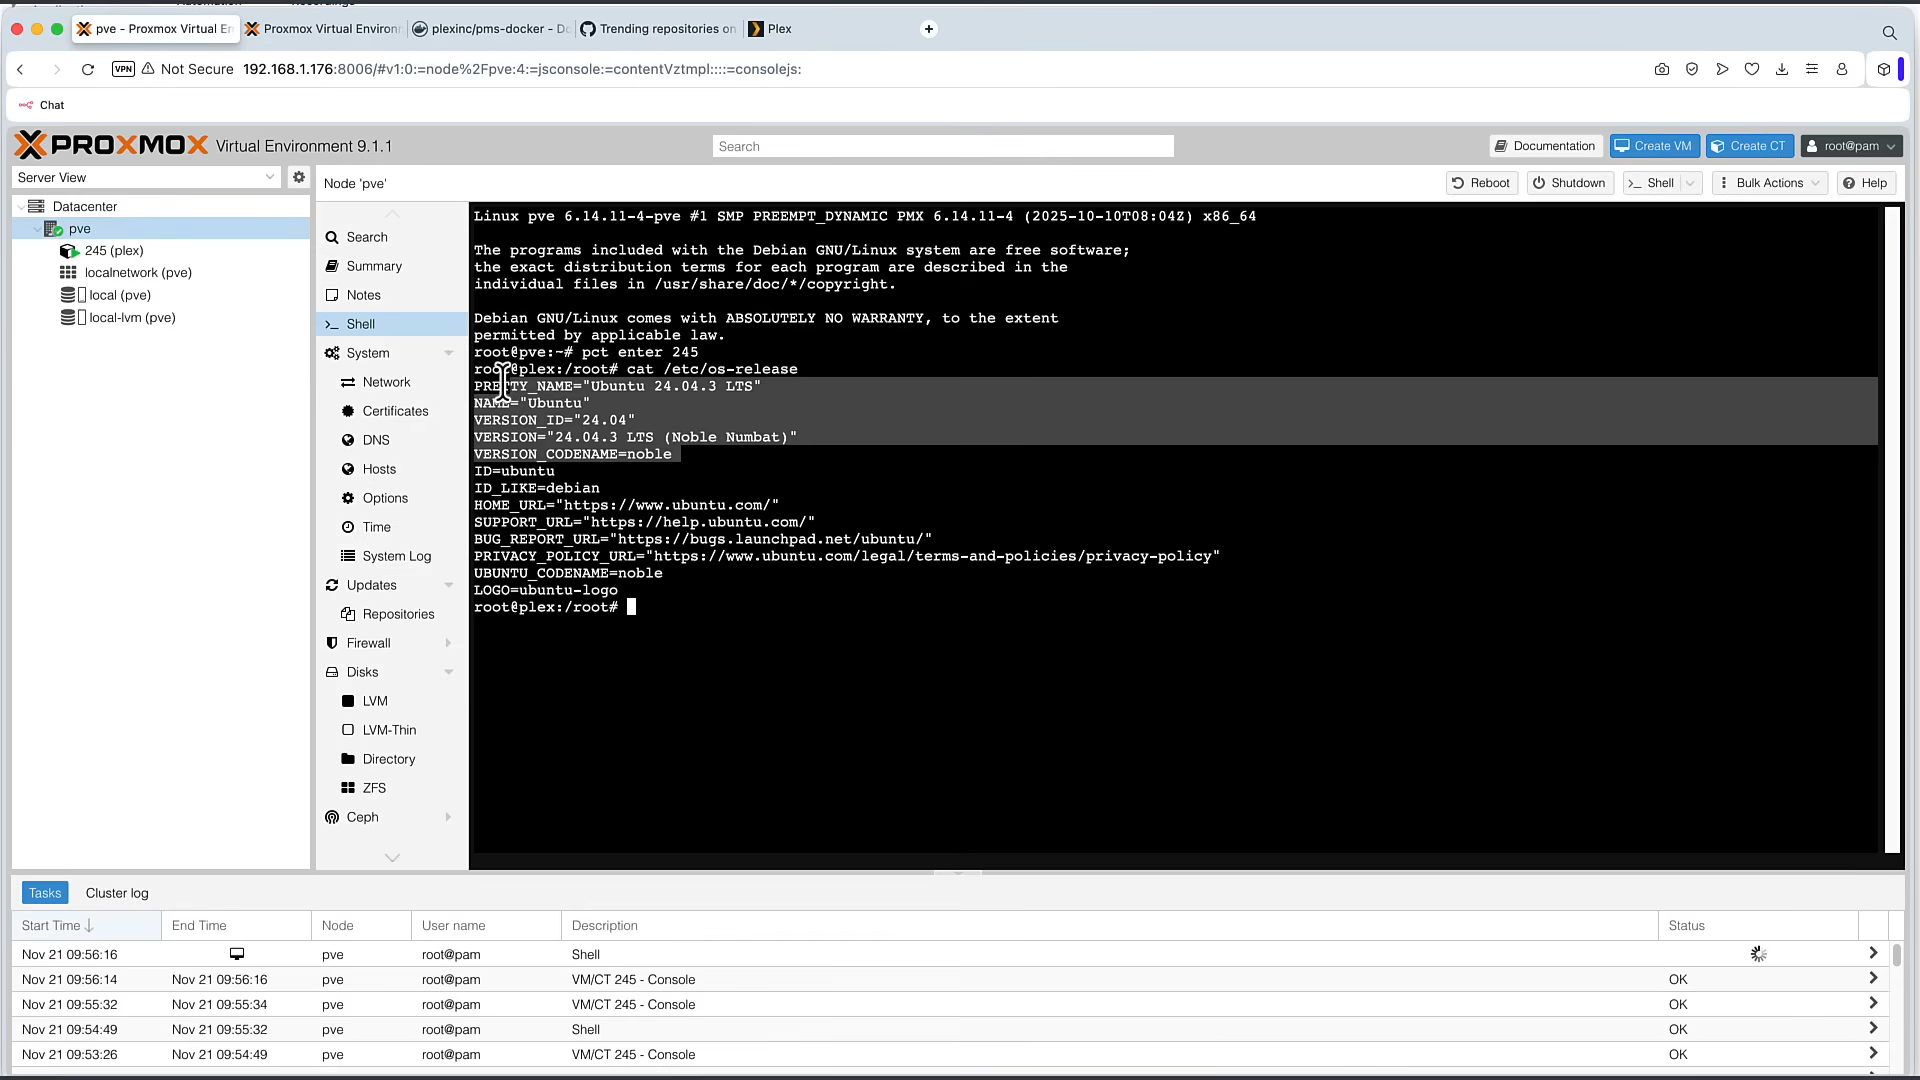 pve - Proxmox Virtual En
Proxmox Virtual Environ
plexinc/pms-docker - Do
Trending repositories on
Plex
VPN
Not Secure
192.168.1.176:8006/#v1:0:=node%2Fpve:4:=jsconsole:=contentVztmpl::::=consolejs:
Chat
PROXMOX
Virtual Environment 9.1.1
Search
Documentation
Create VM
Create CT
root@pam
Server View
Datacenter
pve
245 (plex)
localnetwork (pve)
local (pve)
local-lvm (pve)
Node 'pve'
Reboot
Shutdown
Shell
Bulk Actions
Help
Search
Summary
Notes
Shell
System
Network
Certificates
DNS
Hosts
Options
Time
System Log
Updates
Repositories
Firewall
Disks
LVM
LVM-Thin
Directory
ZFS
Ceph
Linux pve 6.14.11-4-pve #1 SMP PREEMPT_DYNAMIC PMX 6.14.11-4 (2025-10-10T08:04Z) x86_64
The programs included with the Debian GNU/Linux system are free software;
the exact distribution terms for each program are described in the
individual files in /usr/share/doc/*/copyright.
Debian GNU/Linux comes with ABSOLUTELY NO WARRANTY, to the extent
permitted by applicable law.
root@pve:~# pct enter 245
root@plex:/root# cat /etc/os-release
PRETTY_NAME="Ubuntu 24.04.3 LTS"
NAME="Ubuntu"
VERSION_ID="24.04"
VERSION="24.04.3 LTS (Noble Numbat)"
VERSION_CODENAME=noble
ID=ubuntu
ID_LIKE=debian
HOME_URL="https://www.ubuntu.com/"
SUPPORT_URL="https://help.ubuntu.com/"
BUG_REPORT_URL="https://bugs.launchpad.net/ubuntu/"
PRIVACY_POLICY_URL="https://www.ubuntu.com/legal/terms-and-policies/privacy-policy"
UBUNTU_CODENAME=noble
LOGO=ubuntu-logo
root@plex:/root#
Tasks
Cluster log
Start Time
End Time
Node
User name
Description
Status
Nov 21 09:56:16 pve root@pam Shell
Nov 21 09:56:14 Nov 21 09:56:16 pve root@pam VM/CT 245 - Console OK
Nov 21 09:55:32 Nov 21 09:55:34 pve root@pam VM/CT 245 - Console OK
Nov 21 09:54:49 Nov 21 09:55:32 pve root@pam Shell OK
Nov 21 09:53:26 Nov 21 09:54:49 pve root@pam VM/CT 245 - Console OK